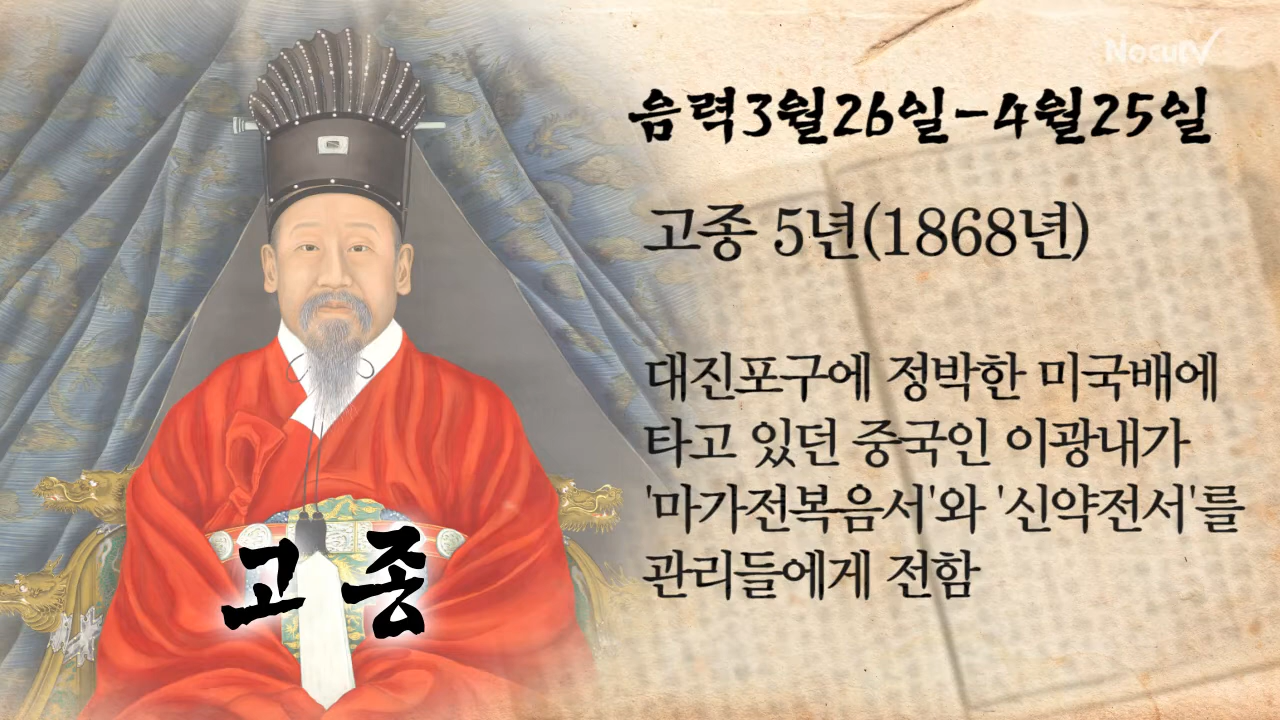 NocuTV
음력3월26일-4월25일
고종 5년(1868년)
대진포구에 정박한 미국배에
타고 있던 중국인 이광내가
'마가전복음서'와 '신약전서'를
관리들에게 전함
고종